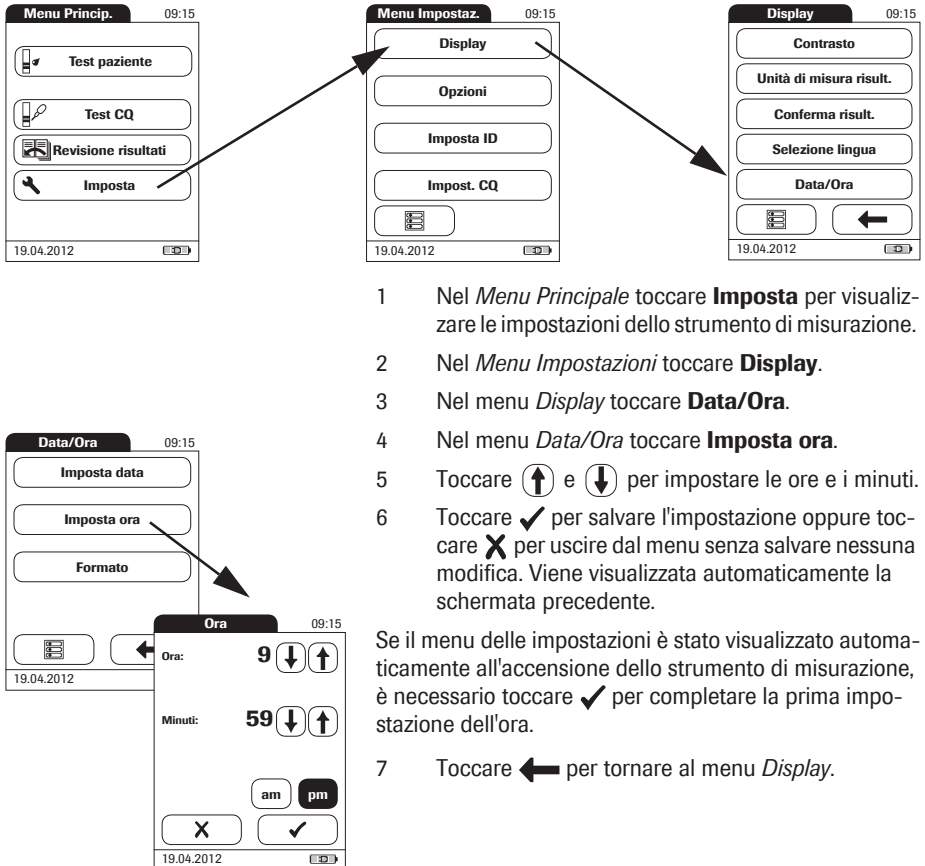 Menu Princip. 09:15
Test paziente
Test CQ
Revisione risultati
Imposta
19.04.2012
Menu Impostaz. 09:15
Display
Opzioni
Imposta ID
Impost. CQ
19.04.2012
Display 09:15
Contrasto
Unità di misura risult.
Conferma risult.
Selezione lingua
Data/Ora
19.04.2012
1 Nel Menu Principale toccare Imposta per visualiz-
zare le impostazioni dello strumento di misurazione.
2 Nel Menu Impostazioni toccare Display.
3 Nel menu Display toccare Data/Ora.
4 Nel menu Data/Ora toccare Imposta ora.
5 Toccare ↑ e ↓ per impostare le ore e i minuti.
6 Toccare ✓ per salvare l'impostazione oppure toc-
care X per uscire dal menu senza salvare nessuna
modifica. Viene visualizzata automaticamente la
schermata precedente.
Se il menu delle impostazioni è stato visualizzato automa-
ticamente all'accensione dello strumento di misurazione,
è necessario toccare ✓ per completare la prima impo-
stazione dell'ora.
7 Toccare ← per tornare al menu Display.
Data/Ora 09:15
Imposta data
Imposta ora
Formato
19.04.2012
Ora 09:15
Ora: 9
Minuti: 59
am pm
19.04.2012